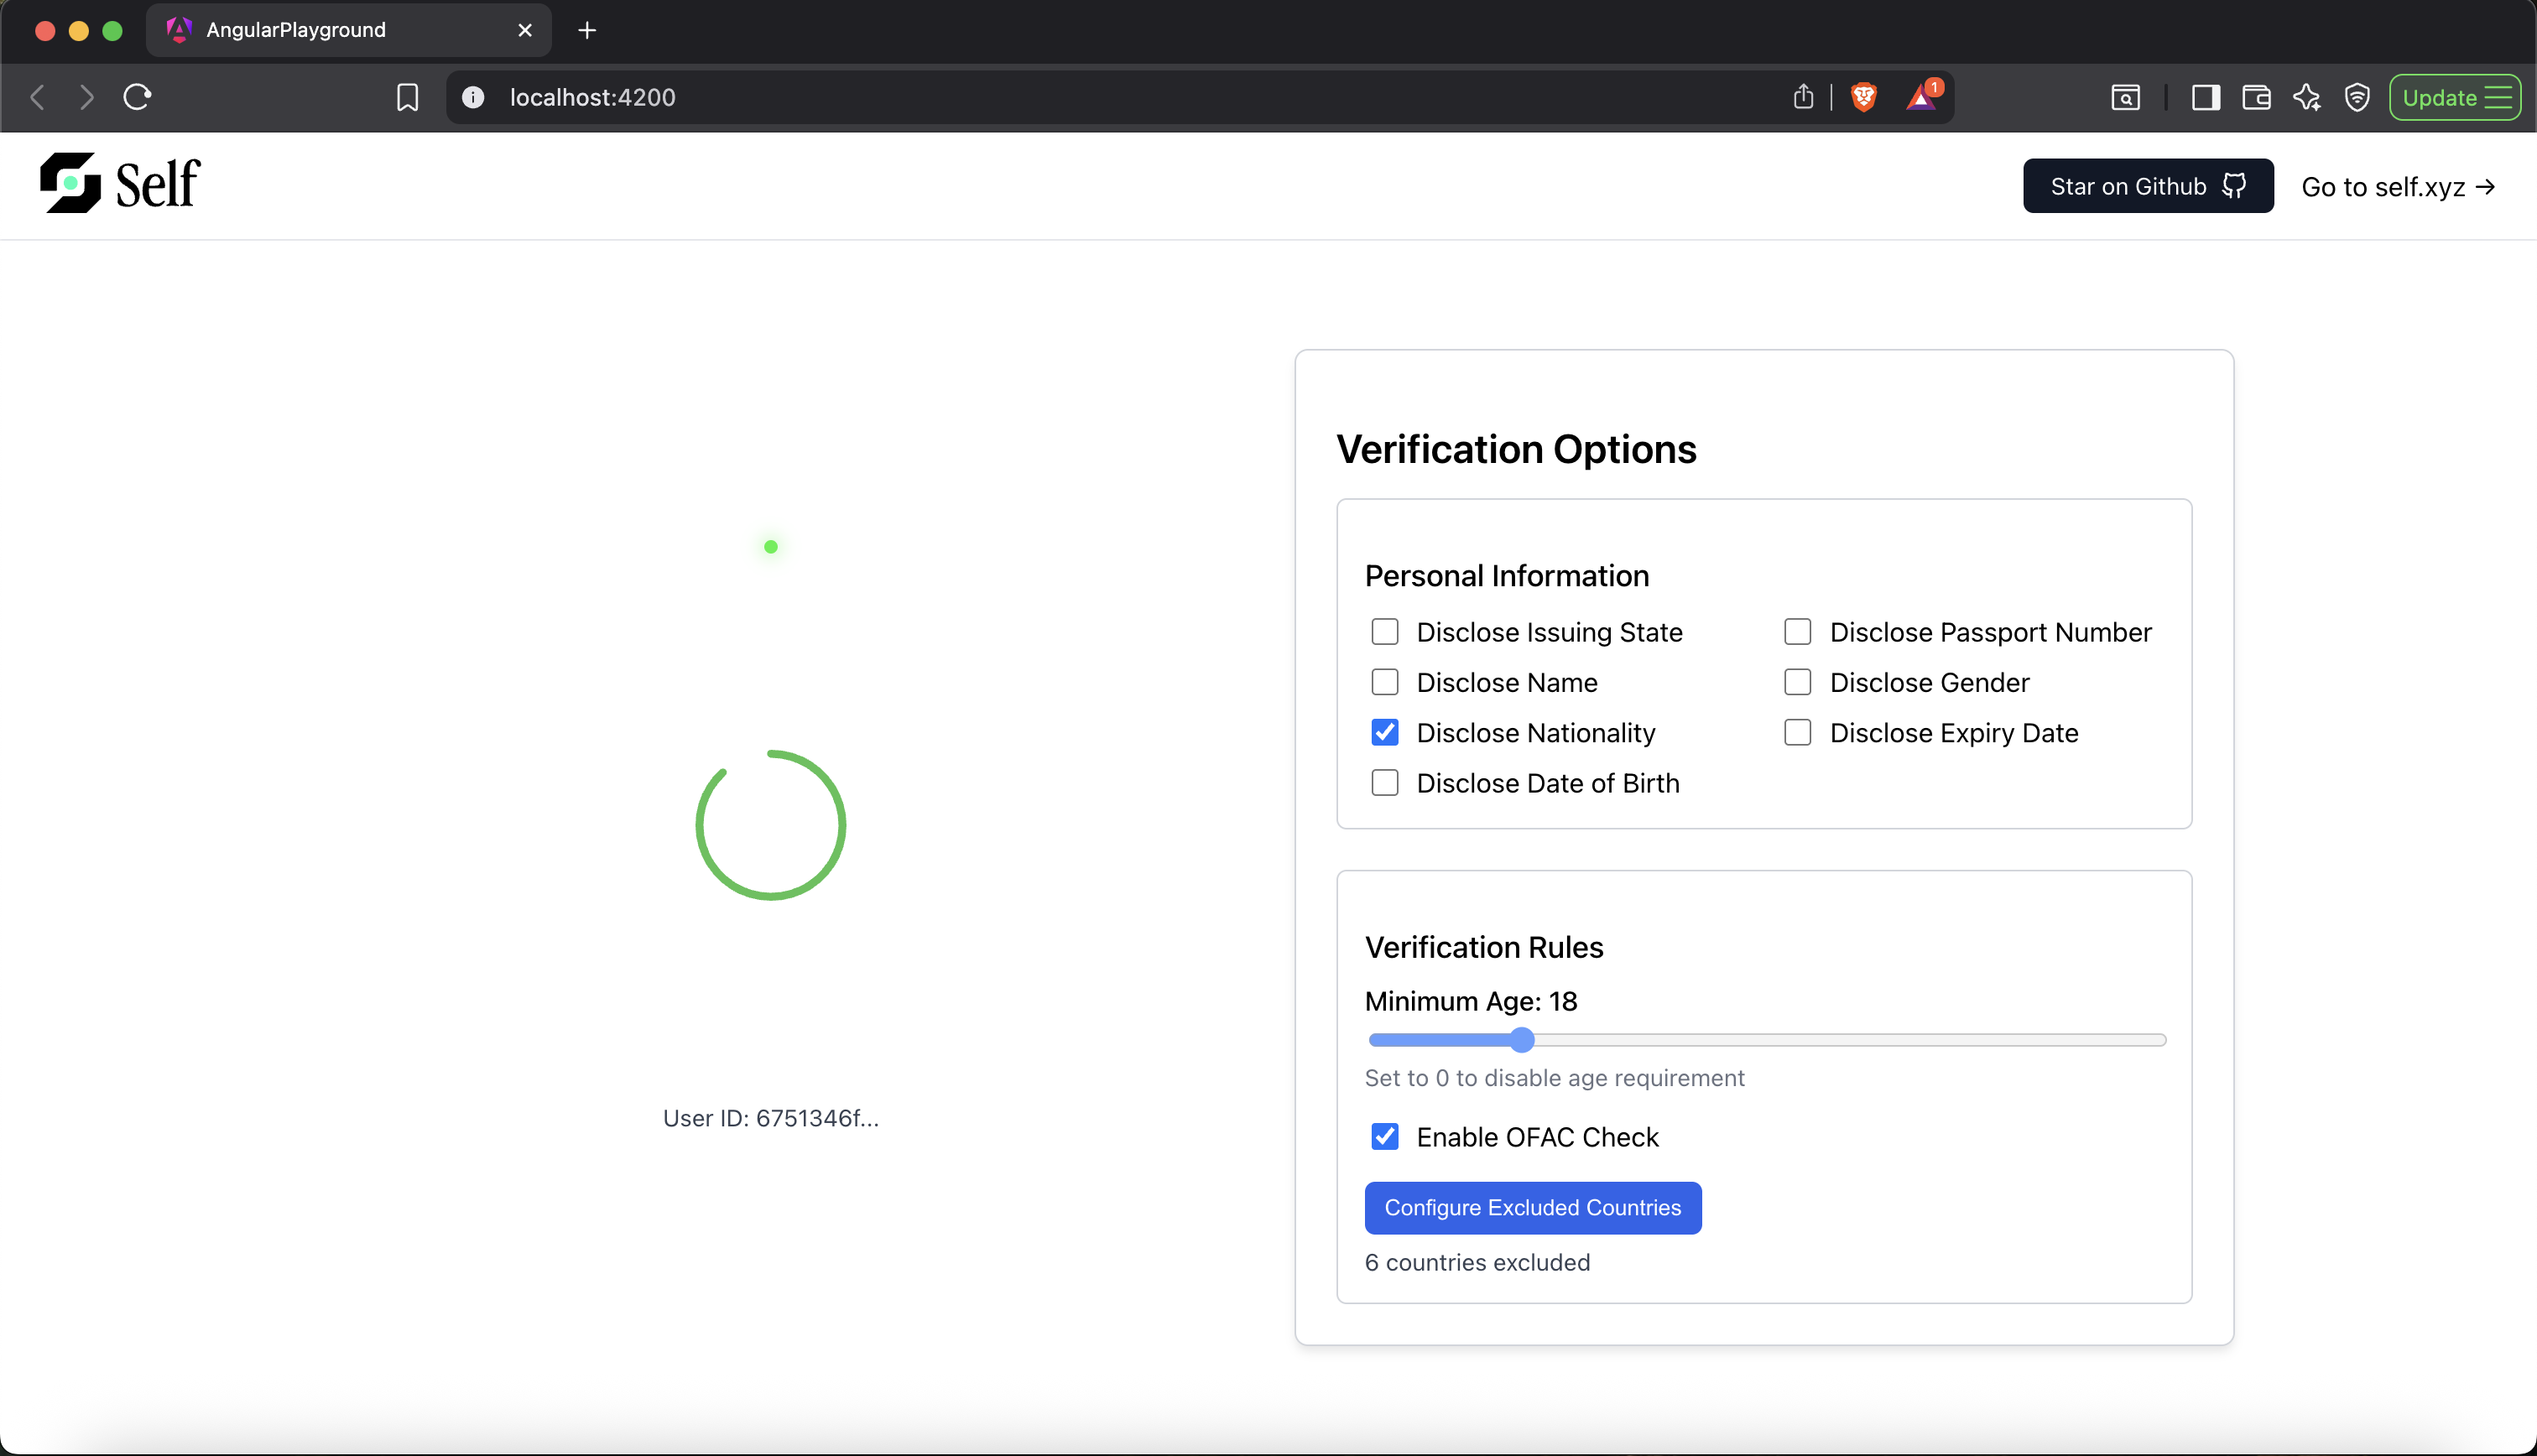 AngularPlayground
localhost:4200
1
Update
Self
Star on Github
Go to self.xyz →
Verification Options
Personal Information
Disclose Issuing State
Disclose Passport Number
Disclose Name
Disclose Gender
Disclose Nationality
Disclose Expiry Date
Disclose Date of Birth
Verification Rules
Minimum Age: 18
Set to 0 to disable age requirement
User ID: 6751346f...
Enable OFAC Check
Configure Excluded Countries
6 countries excluded